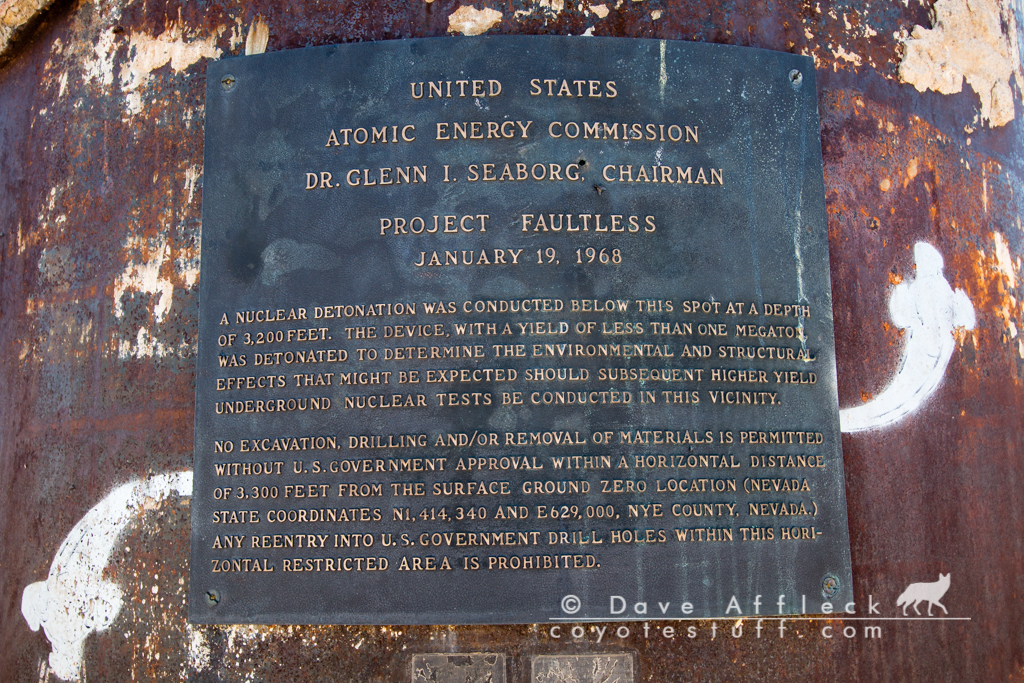 UNITED STATES
ATOMIC ENERGY COMMISSION
DR. GLENN I. SEABORG, CHAIRMAN
PROJECT FAULTLESS
JANUARY 19, 1968
A NUCLEAR DETONATION WAS CONDUCTED BELOW THIS SPOT AT A DEPTH
OF 3,200 FEET. THE DEVICE, WITH A YIELD OF LESS THAN ONE MEGATON,
WAS DETONATED TO DETERMINE THE ENVIRONMENTAL AND STRUCTURAL
EFFECTS THAT MIGHT BE EXPECTED SHOULD SUBSEQUENT HIGHER YIELD
UNDERGROUND NUCLEAR TESTS BE CONDUCTED IN THIS VICINITY.
NO EXCAVATION, DRILLING AND/OR REMOVAL OF MATERIALS IS PERMITTED
WITHOUT U.S. GOVERNMENT APPROVAL WITHIN A HORIZONTAL DISTANCE
OF 3,300 FEET FROM THE SURFACE GROUND ZERO LOCATION (NEVADA
STATE COORDINATES N1,414,340 AND E629,000, NYE COUNTY, NEVADA.)
ANY REENTRY INTO U.S. GOVERNMENT DRILL HOLES WITHIN THIS HORI-
ZONTAL RESTRICTED AREA IS PROHIBITED.
© Dave Affleck
coyotestuff.com